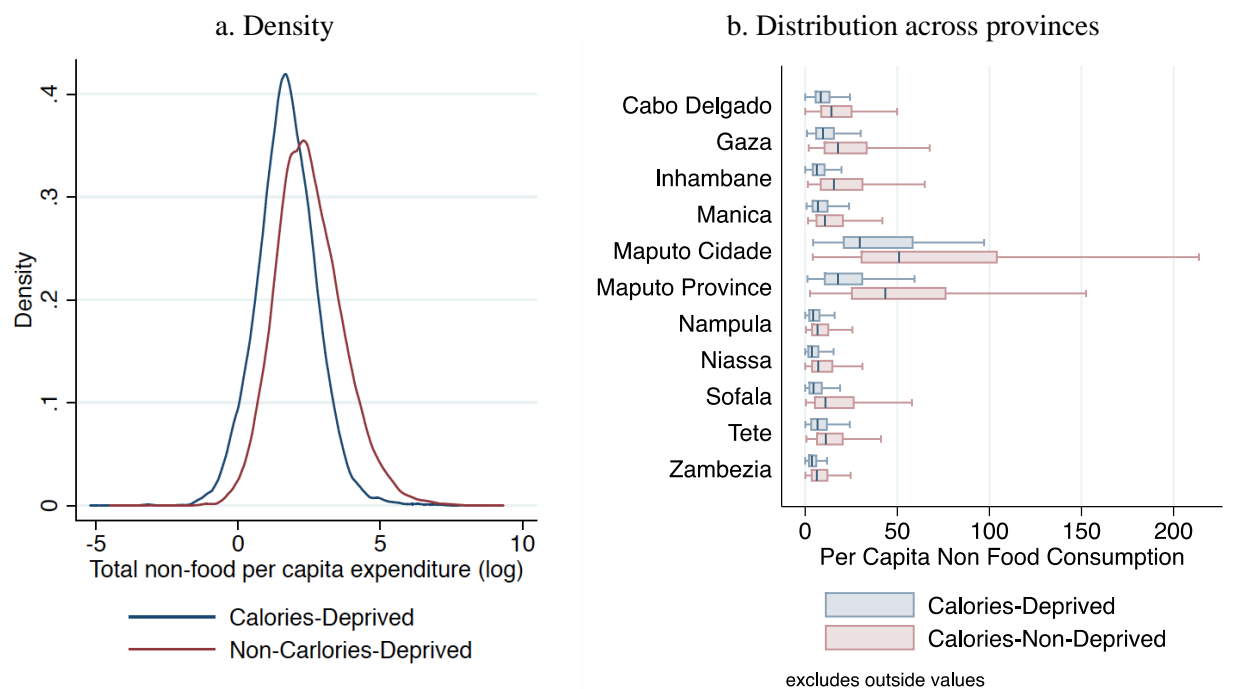 a. Density
Density
0
.1
.2
.3
.4
-5
0
5
10
Total non-food per capita expenditure (log)
Calories-Deprived
Non-Carlories-Deprived
b. Distribution across provinces
Cabo Delgado
Gaza
Inhambane
Manica
Maputo Cidade
Maputo Province
Nampula
Niassa
Sofala
Tete
Zambezia
0
50
100
150
200
Per Capita Non Food Consumption
Calories-Deprived
Calories-Non-Deprived
excludes outside values